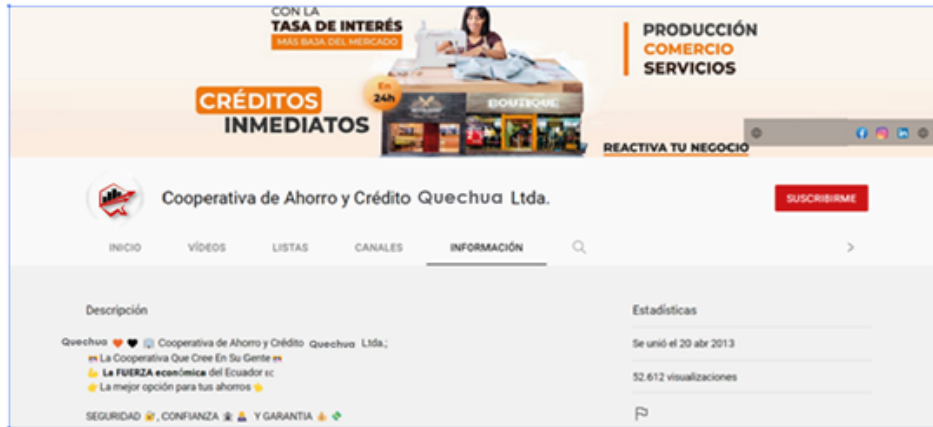 CON LA
TASA DE INTERÉS
MÁS BAJA DEL MERCADO
CRÉDITOS
INMEDIATOS
En
24h
BOUTIQUE
PRODUCCIÓN
COMERCIO
SERVICIOS
REACTIVA TU NEGOCIO
Cooperativa de Ahorro y Crédito Quechua Ltda.
SUSCRIBIRME
INICIO VÍDEOS LISTAS CANALES INFORMACIÓN
Descripción
Quechua Cooperativa de Ahorro y Crédito Quechua Ltda.;
La Cooperativa Que Cree En Su Gente
La FUERZA económica del Ecuador EC
La mejor opción para tus ahorros
SEGURIDAD , CONFIANZA Y GARANTIA
Estadísticas
Se unió el 20 abr 2013
52.612 visualizaciones